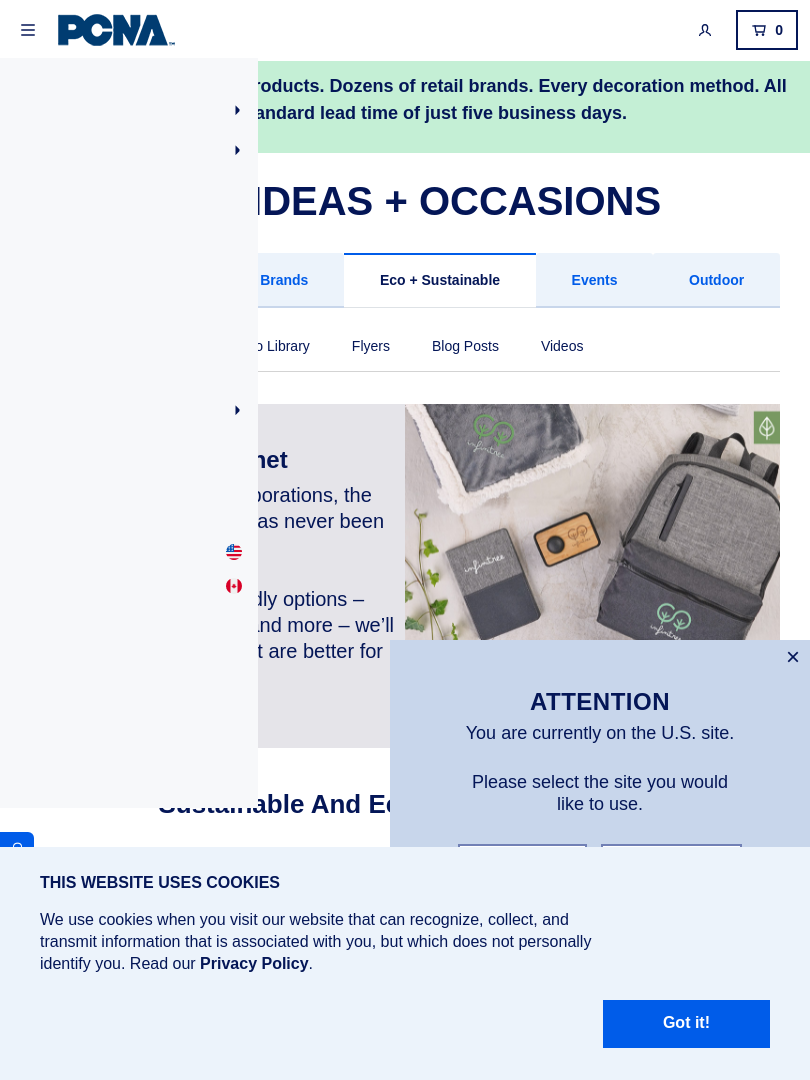 PCNA
0
roducts. Dozens of retail brands. Every decoration method. All
andard lead time of just five business days.
IDEAS + OCCASIONS
Brands
Eco + Sustainable
Events
Outdoor
Library
Flyers
Blog Posts
Videos
net
porations, the
as never been
dly options –
and more – we’ll
t are better for
infinitree
infinitree
infinitree
ATTENTION
You are currently on the U.S. site.
Please select the site you would
like to use.
Sustainable And Ec
THIS WEBSITE USES COOKIES
We use cookies when you visit our website that can recognize, collect, and
transmit information that is associated with you, but which does not personally
identify you. Read our Privacy Policy.
Got it!